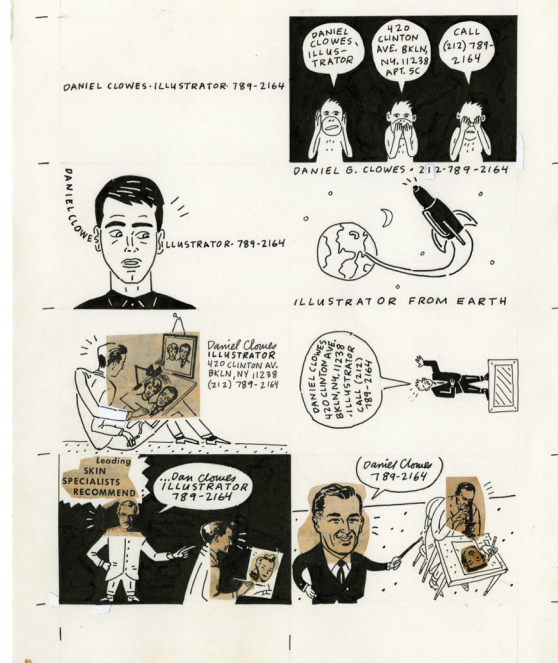 DANIEL CLOWES · ILLUSTRATOR · 789-2164
DANIEL
CLOWES,
ILLUS-
TRATOR
420
CLINTON
AVE. BKLN,
N.Y. 11238
APT. 5C
CALL
(212) 789-
2164
DANIEL CLOWES
ILLUSTRATOR · 789-2164
DANIEL G. CLOWES · 212-789-2164
ILLUSTRATOR FROM EARTH
Daniel Clowes
ILLUSTRATOR
420 CLINTON AV.
BKLN, NY 11238
(212) 789-2164
DANIEL CLOWES
420 CLINTON AVE.
BKLN, N.Y. 11238
· ILLUSTRATOR
CALL (212)
789-2164
Leading
SKIN
SPECIALISTS
RECOMMEND
...Dan Clowes
ILLUSTRATOR
789-2164
Daniel Clowes
789-2164